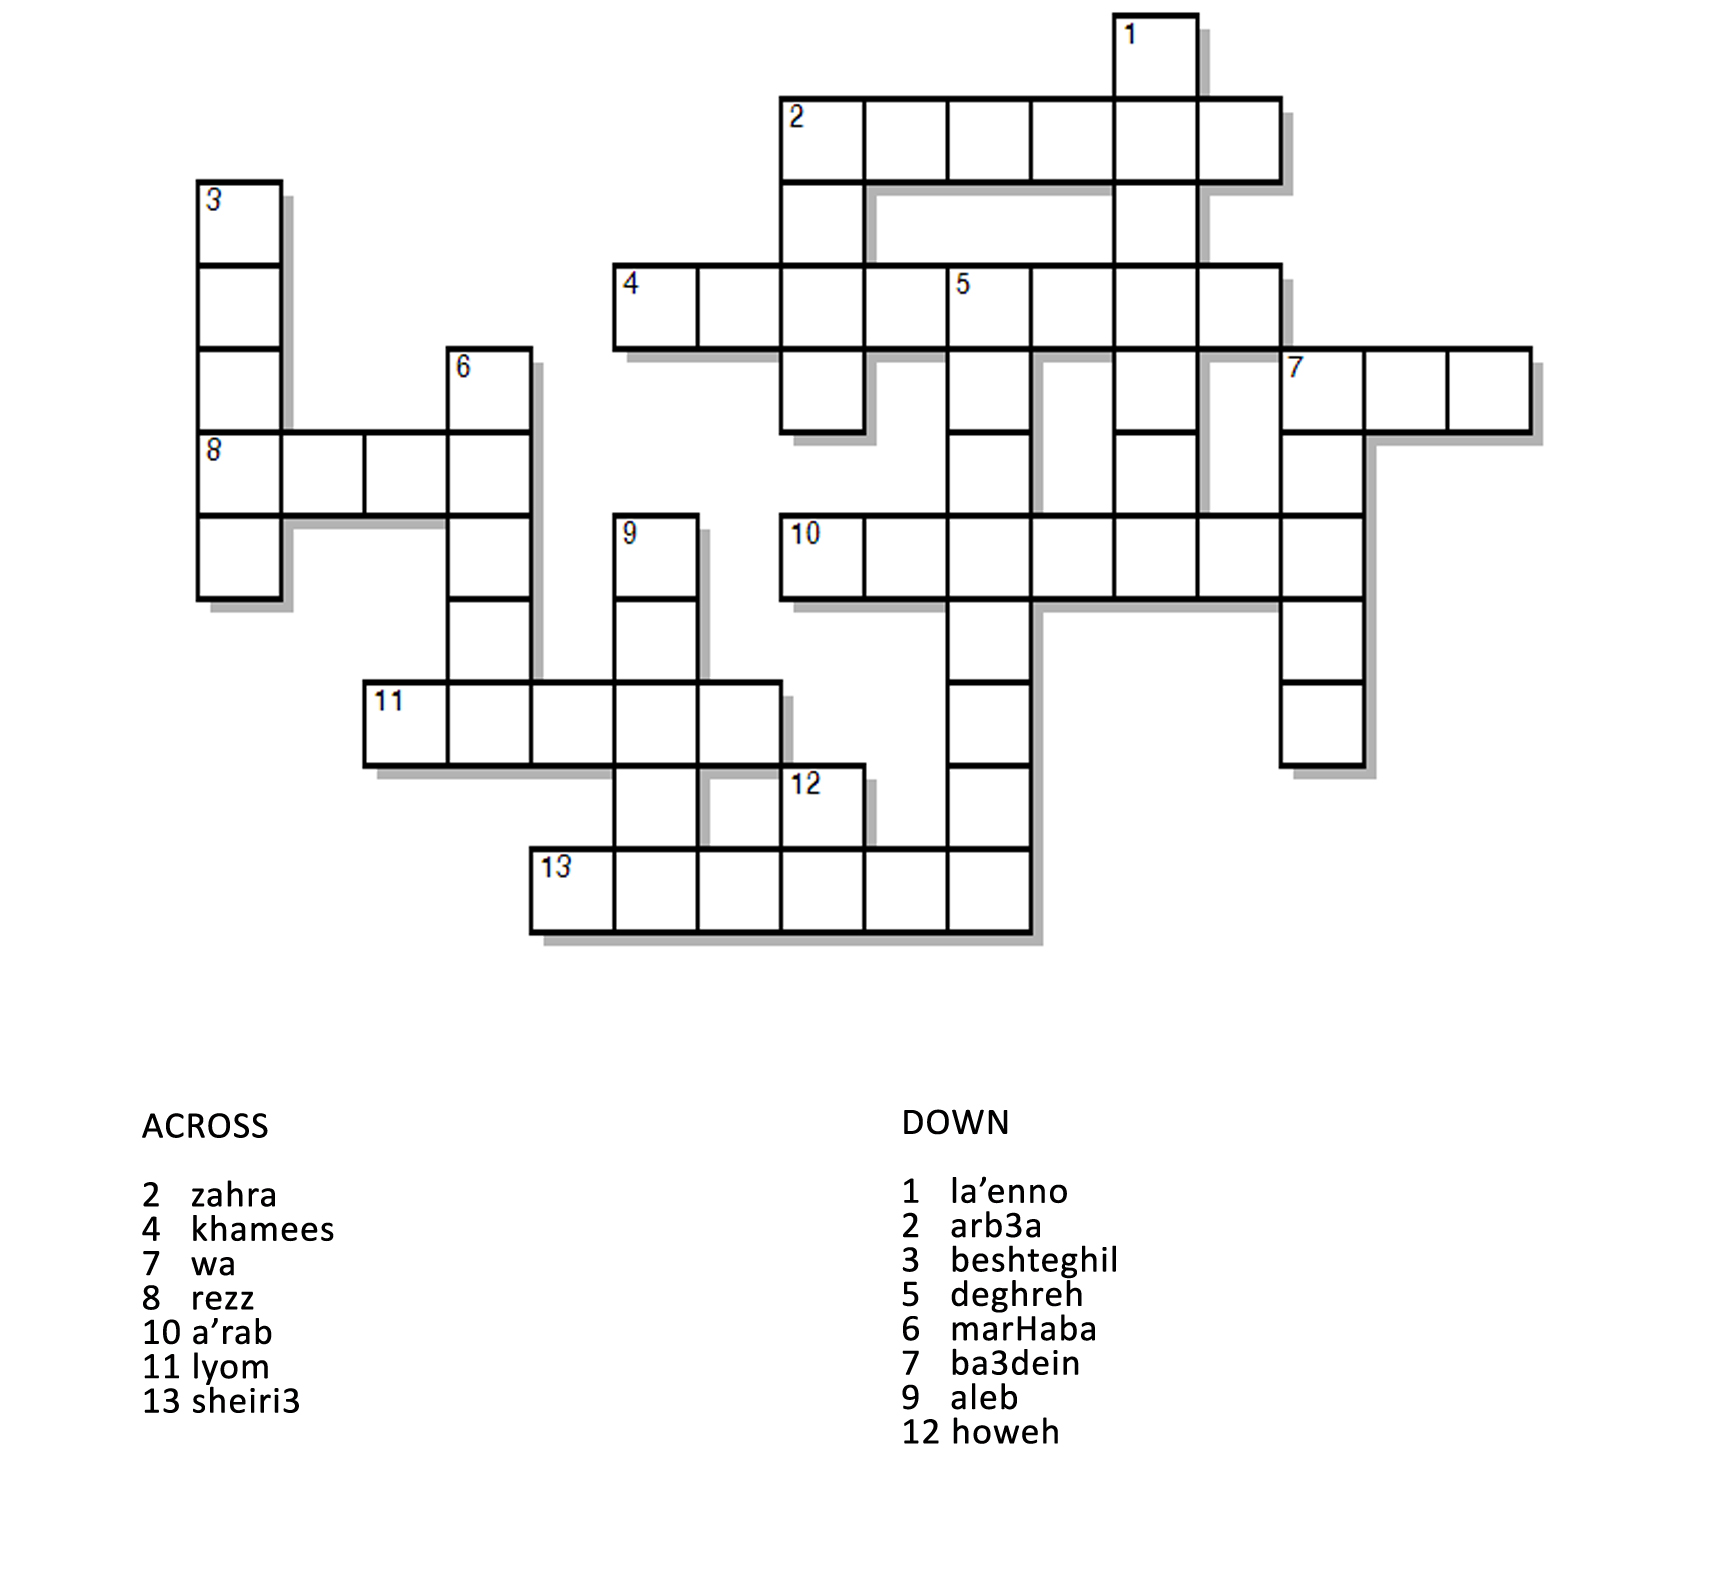 1
2
3
4
5
6
7
8
9
10
11
12
13
ACROSS
2 zahra
4 khamees
7 wa
8 rezz
10 a’rab
11 lyom
13 sheiri3
DOWN
1 la’enno
2 arb3a
3 beshteghil
5 deghreh
6 marHaba
7 ba3dein
9 aleb
12 howeh